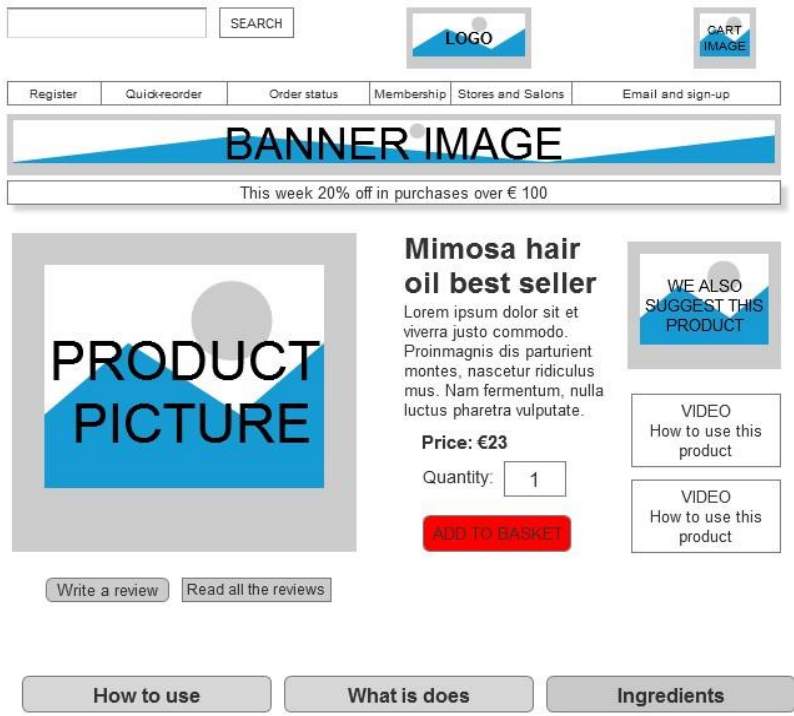 SEARCH
LOGO
CART
IMAGE
Register
Quick-reorder
Order status
Membership
Stores and Salons
Email and sign-up
BANNER IMAGE
This week 20% off in purchases over € 100
PRODUCT
PICTURE
Mimosa hair
oil best seller
Lorem ipsum dolor sit et
viverra justo commodo.
Proinmagnis dis parturient
montes, nascetur ridiculus
mus. Nam fermentum, nulla
luctus pharetra vulputate.
Price: €23
Quantity: 1
ADD TO BASKET
WE ALSO
SUGGEST THIS
PRODUCT
VIDEO
How to use this
product
VIDEO
How to use this
product
Write a review
Read all the reviews
How to use
What is does
Ingredients